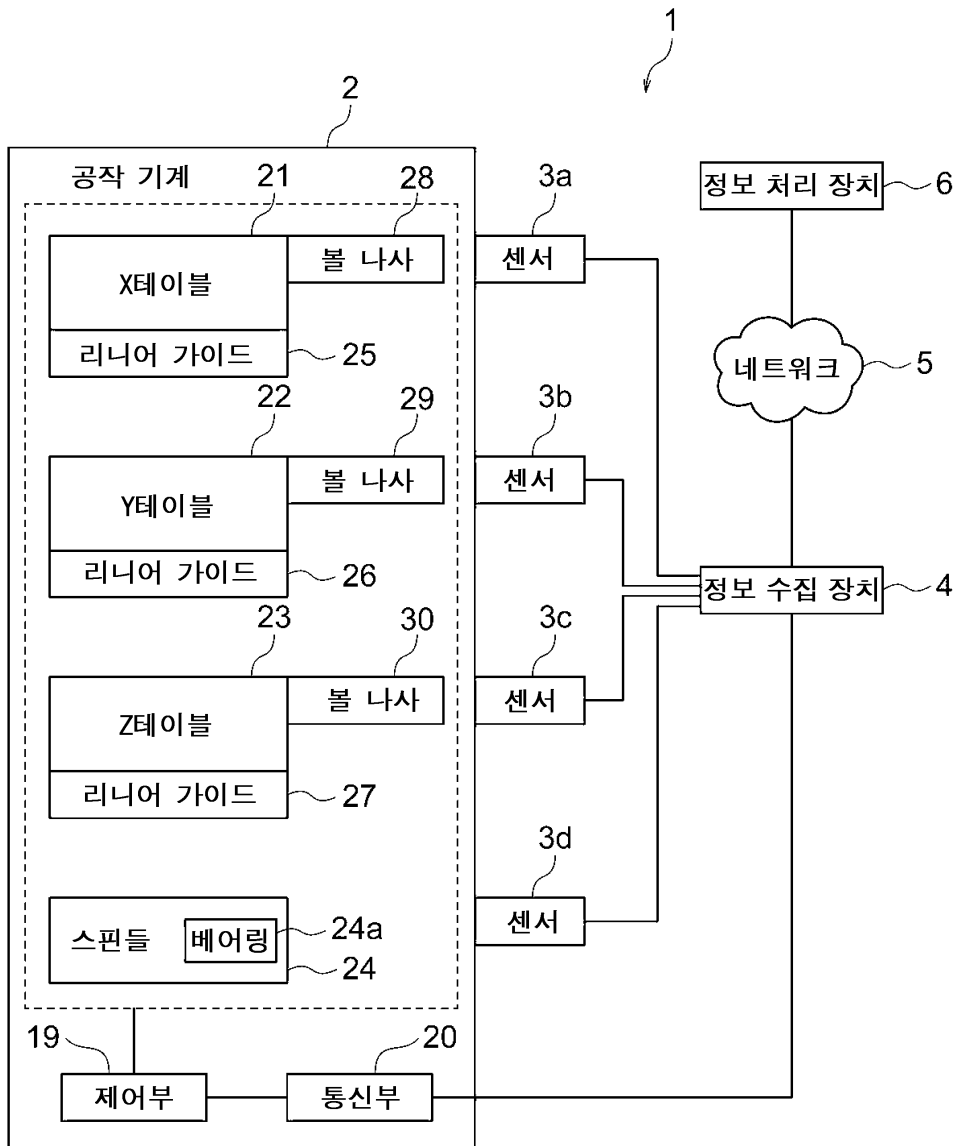 1
2
공작 기계
21
28
3a
정보 처리 장치
6
X테이블
볼 나사
센서
리니어 가이드
25
네트워크
5
22
29
3b
Y테이블
볼 나사
센서
리니어 가이드
26
정보 수집 장치
4
23
30
3c
Z테이블
볼 나사
센서
리니어 가이드
27
3d
스핀들
베어링
24a
24
센서
19
20
제어부
통신부